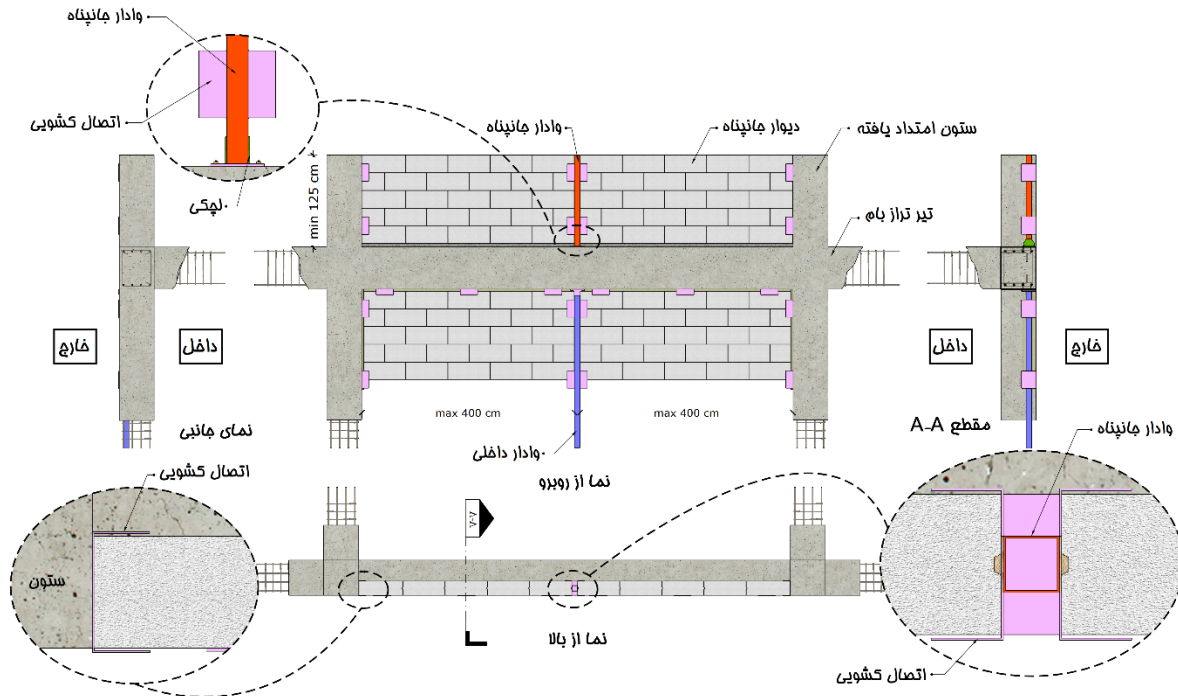 وادار جانپناه
اتصال کشویی
لچکی
وادار جانپناه
دیوار جانپناه
ستون امتداد یافته
تیر تراز بام
min 125 cm
خارج
داخل
داخل
خارج
max 400 cm
max 400 cm
نمای جانبی
وادار داخلی
نما از روبرو
مقطع A-A
وادار جانپناه
اتصال کشویی
ستون
A-A
نما از بالا
اتصال کشویی